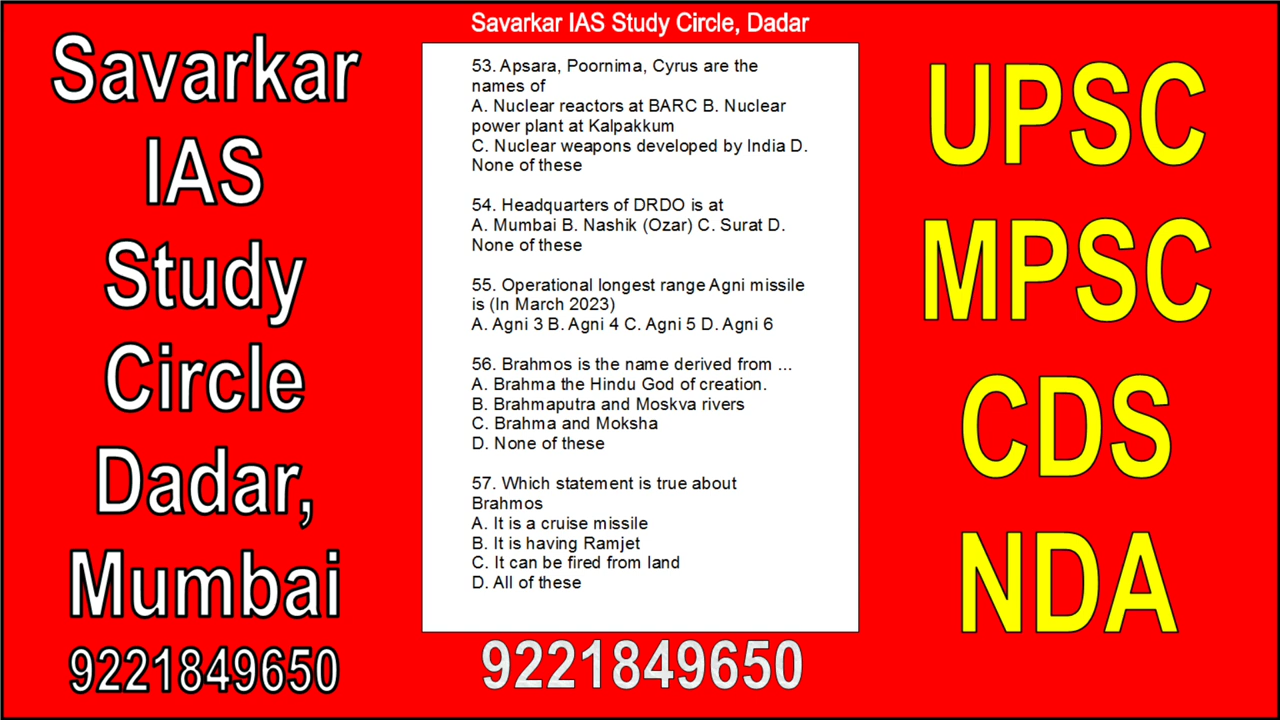 Savarkar
IAS
Study
Circle
Dadar,
Mumbai
9221849650
Savarkar IAS Study Circle, Dadar
53. Apsara, Poornima, Cyrus are the
names of
A. Nuclear reactors at BARC B. Nuclear
power plant at Kalpakkum
C. Nuclear weapons developed by India D.
None of these
54. Headquarters of DRDO is at
A. Mumbai B. Nashik (Ozar) C. Surat D.
None of these
55. Operational longest range Agni missile
is (In March 2023)
A. Agni 3 B. Agni 4 C. Agni 5 D. Agni 6
56. Brahmos is the name derived from ...
A. Brahma the Hindu God of creation.
B. Brahmaputra and Moskva rivers
C. Brahma and Moksha
D. None of these
57. Which statement is true about
Brahmos
A. It is a cruise missile
B. It is having Ramjet
C. It can be fired from land
D. All of these
9221849650
UPSC
MPSC
CDS
NDA